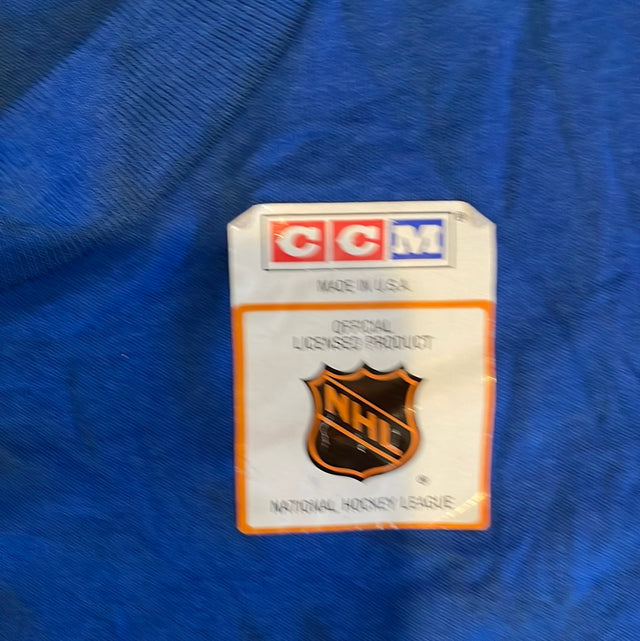 CCM®
MADE IN U.S.A.
OFFICIAL
LICENSED PRODUCT
NHL
®
NATIONAL HOCKEY LEAGUE